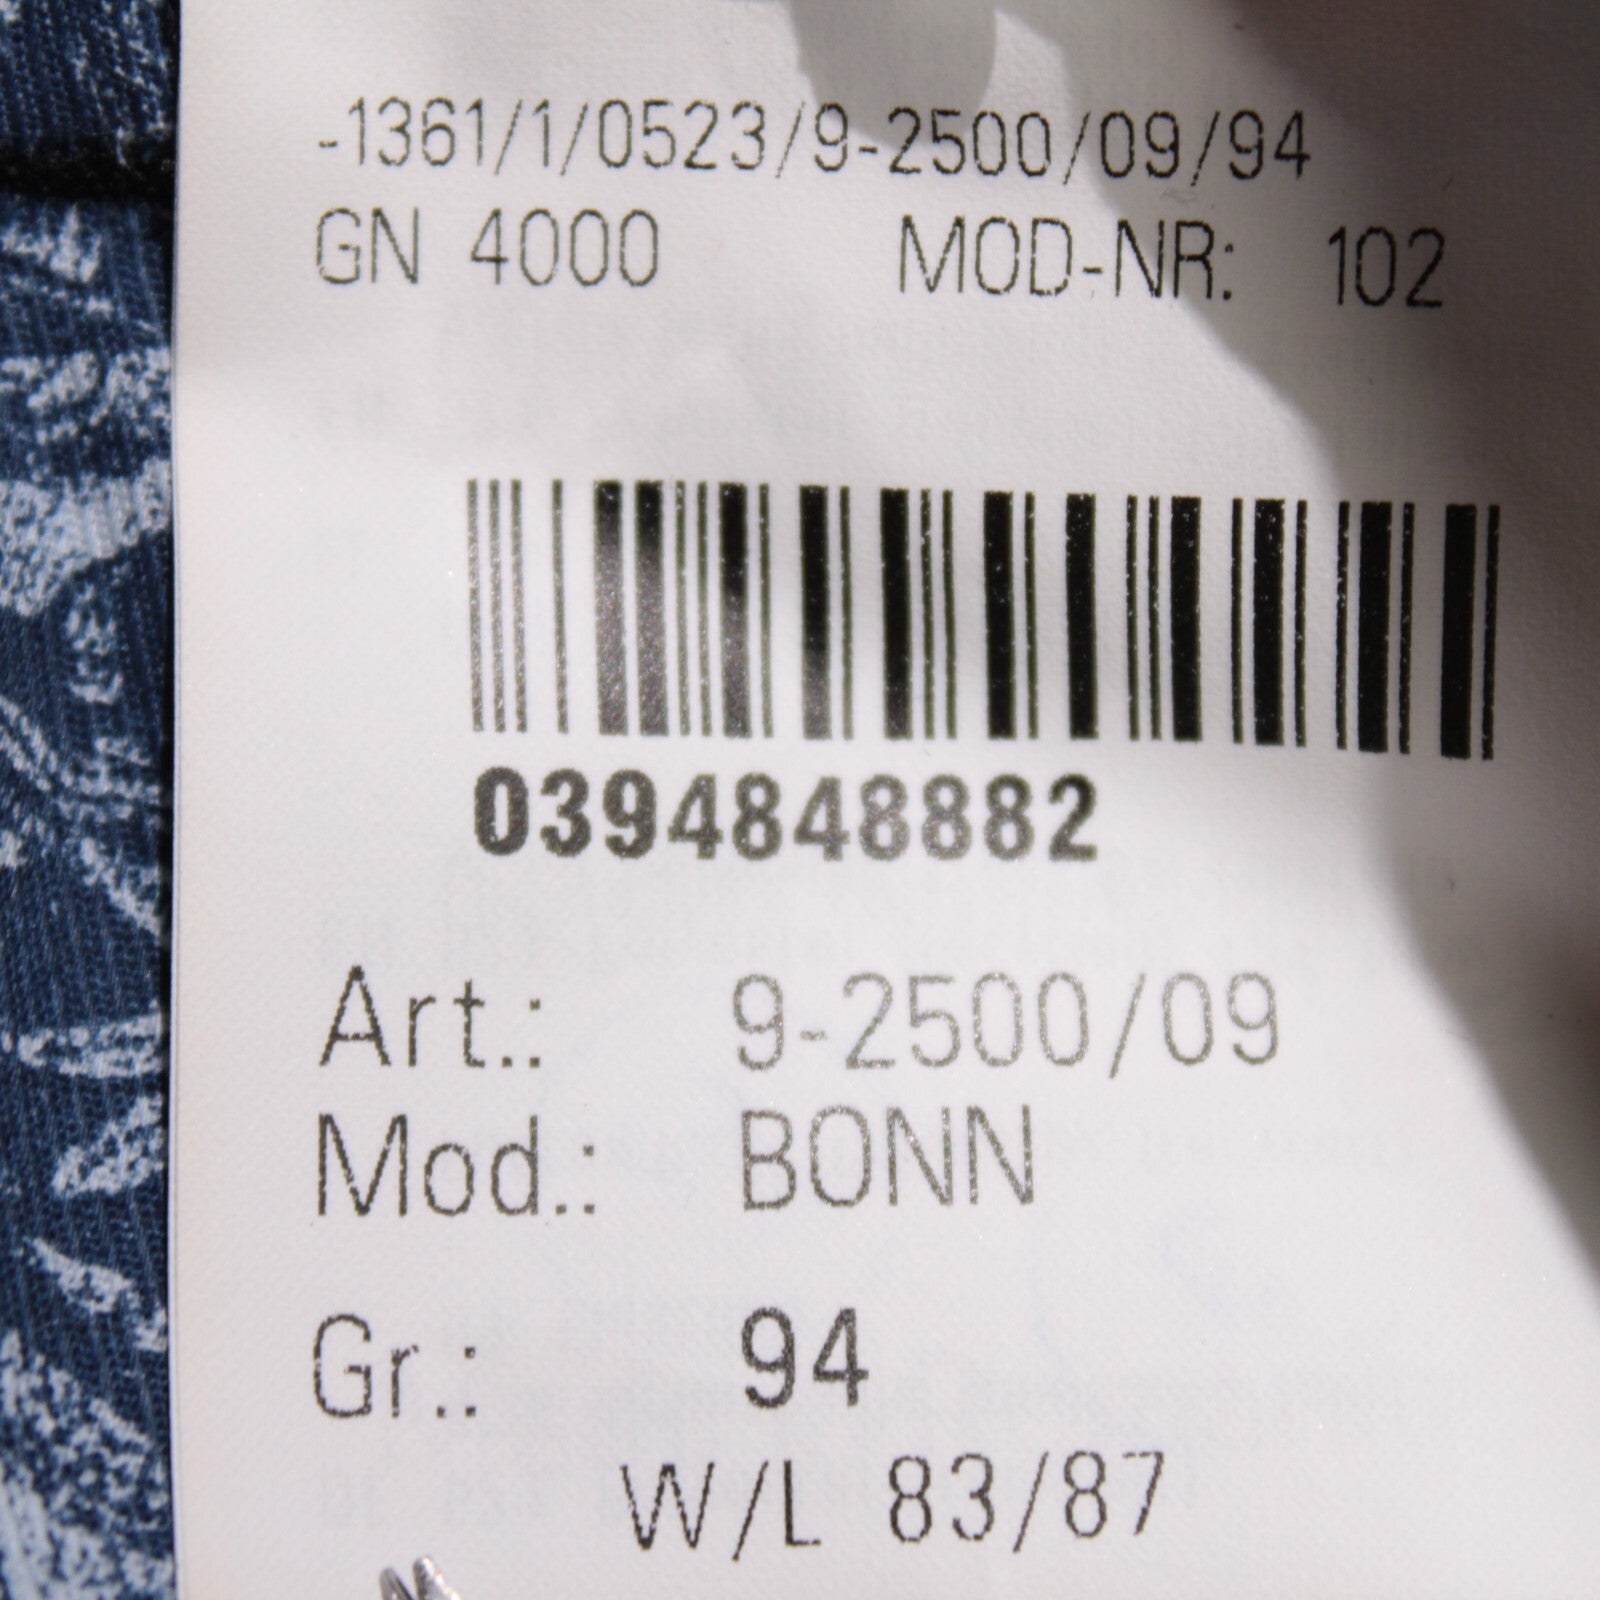 -1361/1/0523/9-2500/09/94
GN 4000 MOD-NR: 102
0394848882
Art.: 9-2500/09
Mod.: BONN
Gr.: 94
W/L 83/87